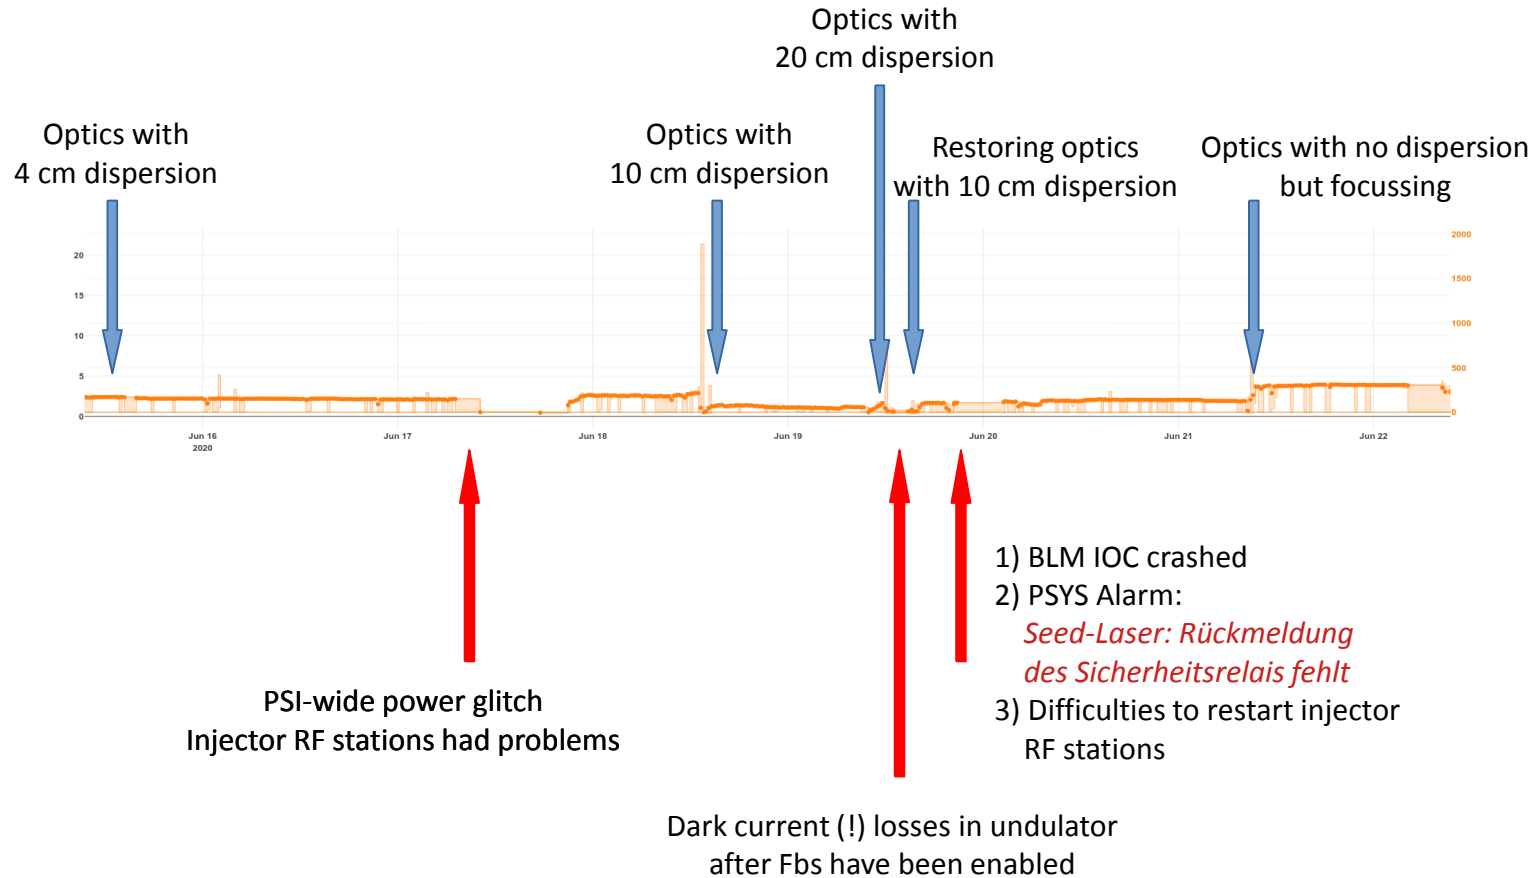 Optics with
20 cm dispersion
Optics with
4 cm dispersion
Optics with
10 cm dispersion
Restoring optics
with 10 cm dispersion
Optics with no dispersion
but focussing
20
15
10
5
0
2000
1500
1000
500
0
Jun 16
2020
Jun 17
Jun 18
Jun 19
Jun 20
Jun 21
Jun 22
1) BLM IOC crashed
2) PSYS Alarm:
Seed-Laser: Rückmeldung
des Sicherheitsrelais fehlt
3) Difficulties to restart injector
RF stations
PSI-wide power glitch
Injector RF stations had problems
Dark current (!) losses in undulator
after Fbs have been enabled